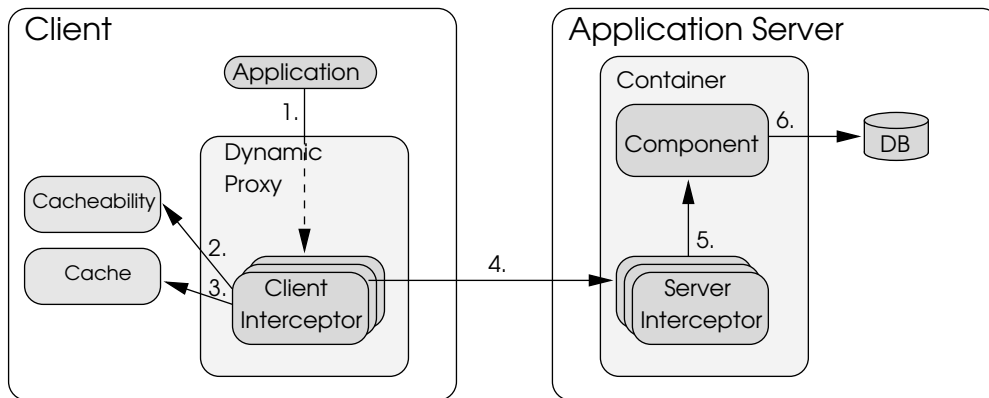 Client
Application Server
Application
Container
1.
Component
6.
DB
Dynamic
Proxy
Cacheability
2.
Cache
3.
4.
5.
Client
Interceptor
Server
Interceptor